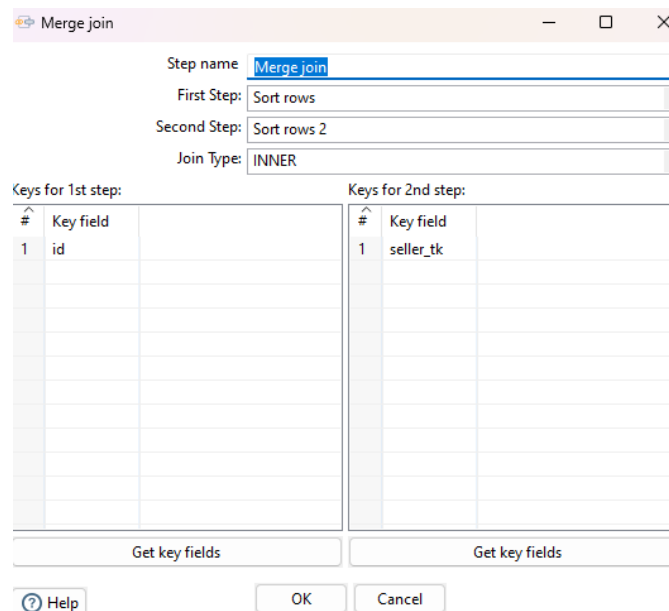 Merge join
Step name Merge join
First Step: Sort rows
Second Step: Sort rows 2
Join Type: INNER
Keys for 1st step: Keys for 2nd step:
# Key field # Key field
1 id 1 seller_tk
Get key fields Get key fields
Help OK Cancel